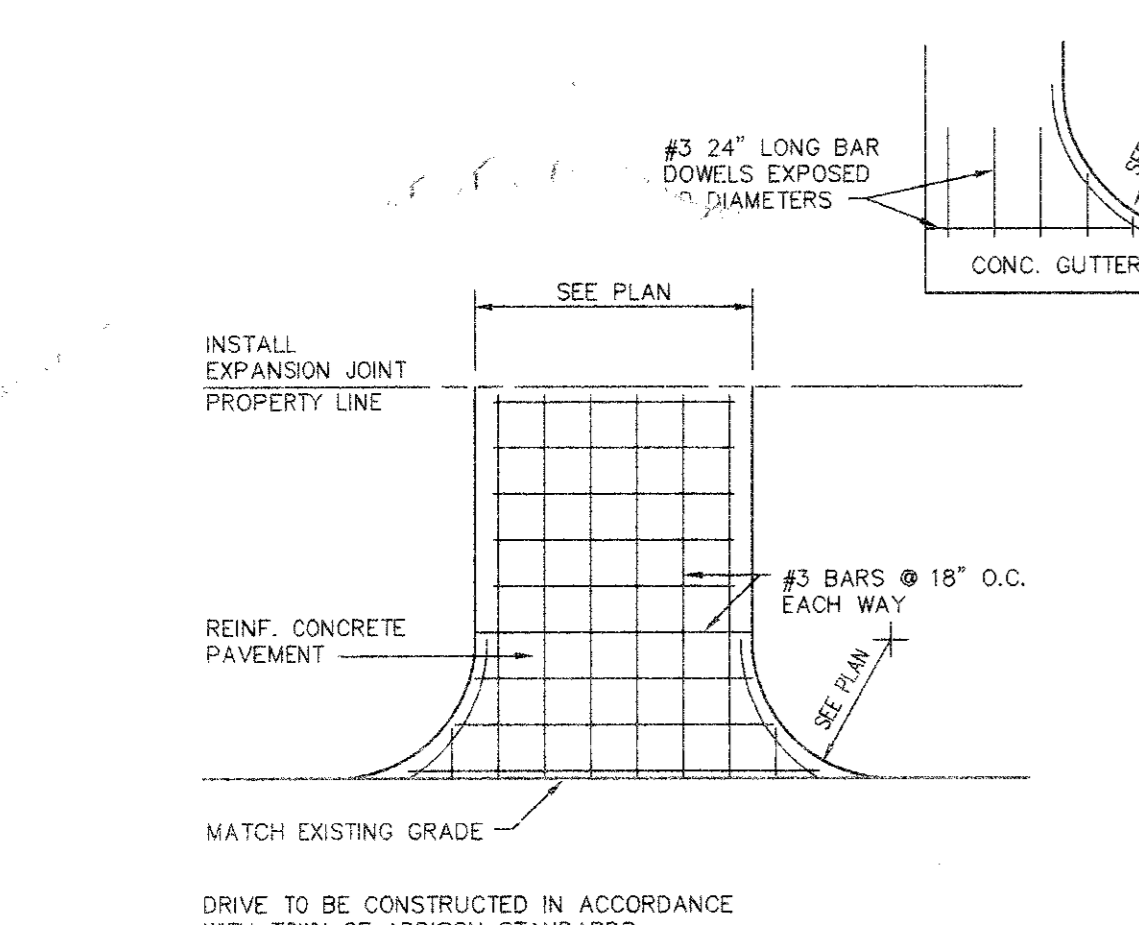 #3 24" LONG BAR
DOWELS EXPOSED
DIAMETERS
CONC. GUTTER
SEE PLAN
INSTALL
EXPANSION JOINT
PROPERTY LINE
#3 BARS @ 18" O.C.
EACH WAY
REINF. CONCRETE
PAVEMENT
SEE PLAN
MATCH EXISTING GRADE
DRIVE TO BE CONSTRUCTED IN ACCORDANCE